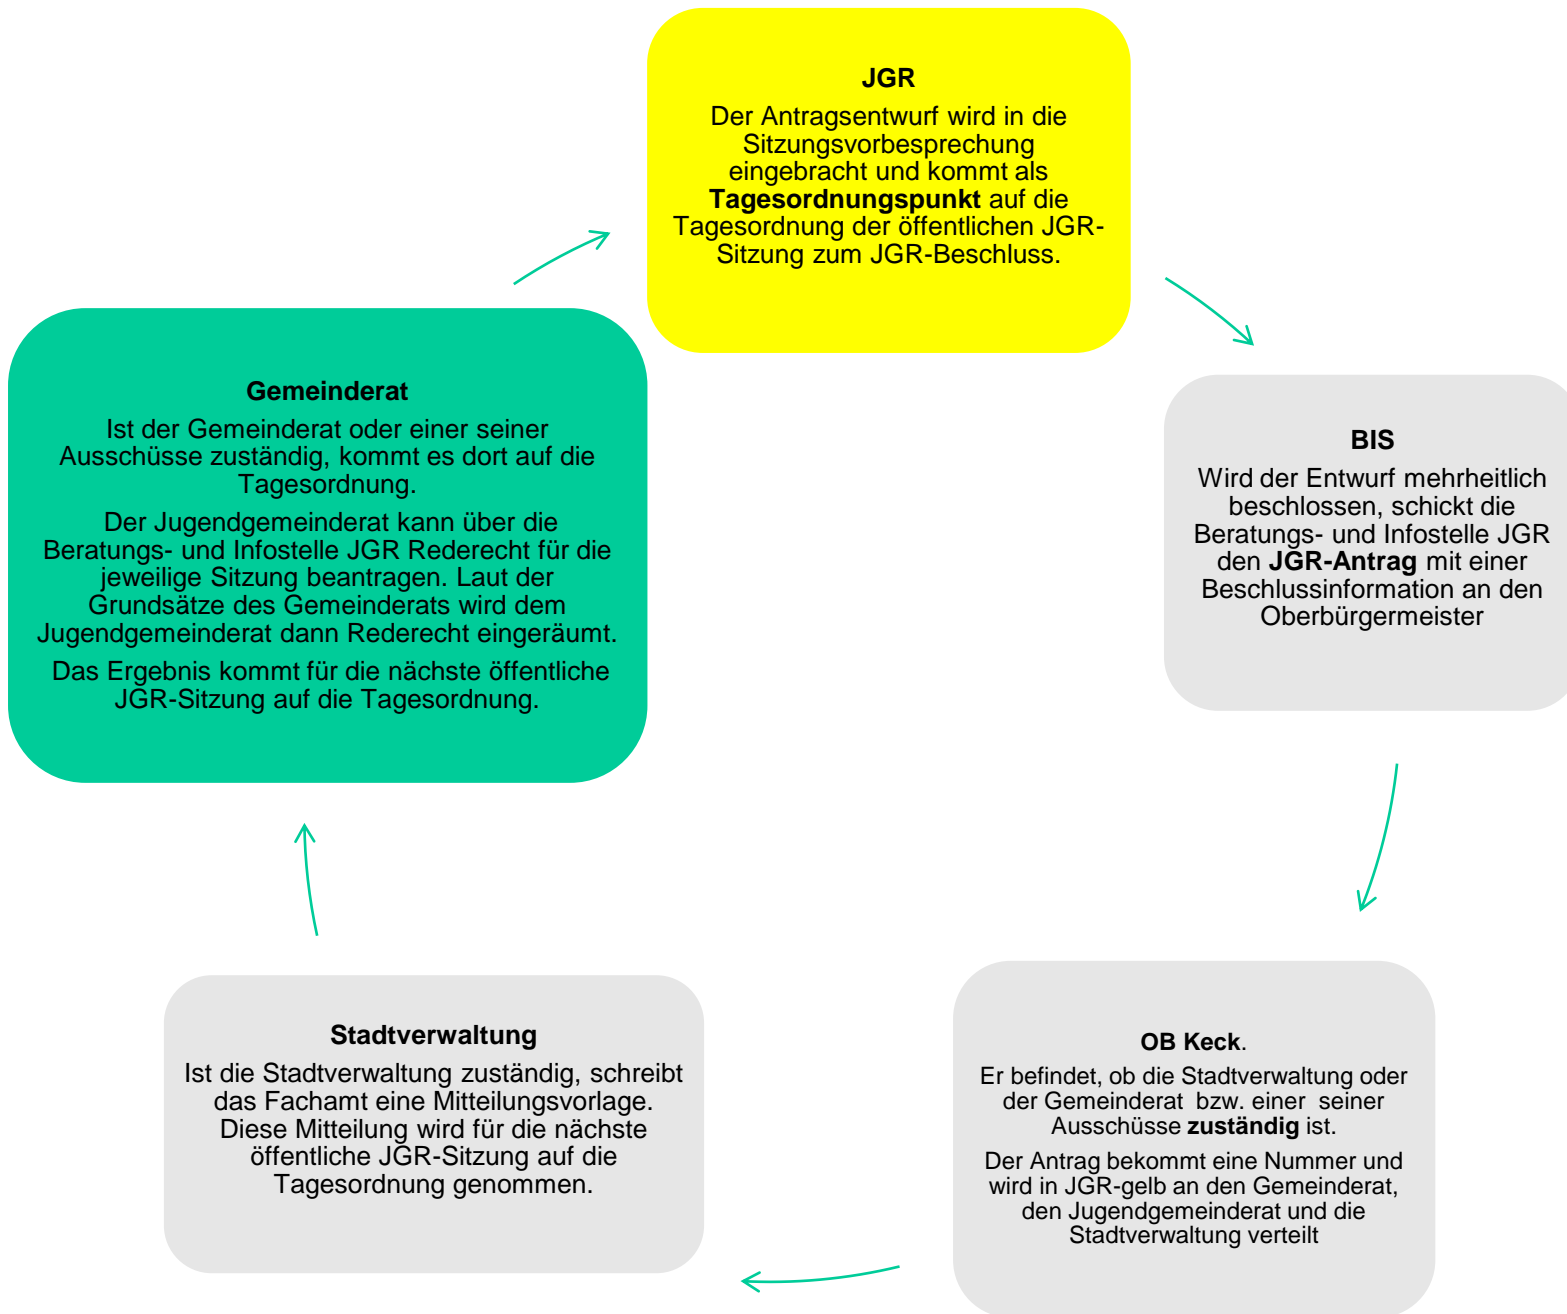 JGR
Der Antragsentwurf wird in die
Sitzungsvorbesprechung
eingebracht und kommt als
Tagesordnungspunkt auf die
Tagesordnung der öffentlichen JGR-
Sitzung zum JGR-Beschluss.
BIS
Wird der Entwurf mehrheitlich
beschlossen, schickt die
Beratungs- und Infostelle JGR
den JGR-Antrag mit einer
Beschlussinformation an den
Oberbürgermeister
OB Keck.
Er befindet, ob die Stadtverwaltung oder
der Gemeinderat bzw. einer seiner
Ausschüsse zuständig ist.
Der Antrag bekommt eine Nummer und
wird in JGR-gelb an den Gemeinderat,
den Jugendgemeinderat und die
Stadtverwaltung verteilt
Stadtverwaltung
Ist die Stadtverwaltung zuständig, schreibt
das Fachamt eine Mitteilungsvorlage.
Diese Mitteilung wird für die nächste
öffentliche JGR-Sitzung auf die
Tagesordnung genommen.
Gemeinderat
Ist der Gemeinderat oder einer seiner
Ausschüsse zuständig, kommt es dort auf die
Tagesordnung.
Der Jugendgemeinderat kann über die
Beratungs- und Infostelle JGR Rederecht für die
jeweilige Sitzung beantragen. Laut der
Grundsätze des Gemeinderats wird dem
Jugendgemeinderat dann Rederecht eingeräumt.
Das Ergebnis kommt für die nächste öffentliche
JGR-Sitzung auf die Tagesordnung.